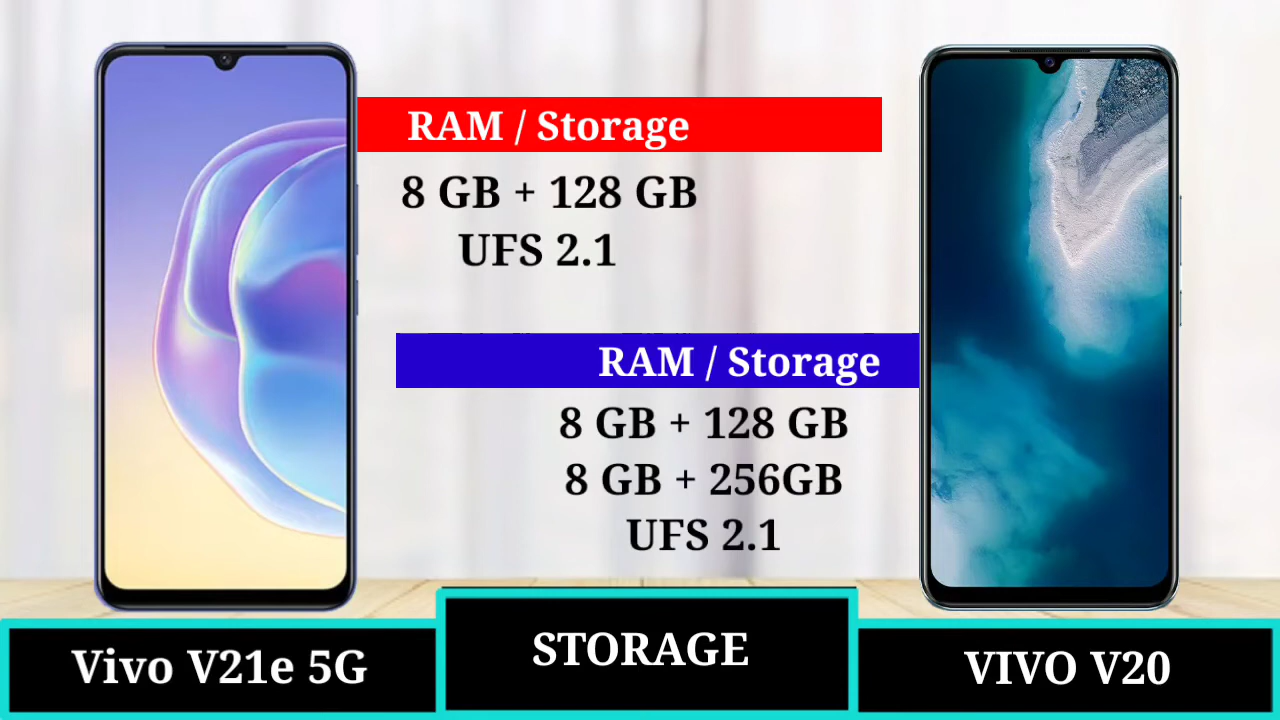 RAM / Storage
8 GB + 128 GB
UFS 2.1
RAM / Storage
8 GB + 128 GB
8 GB + 256GB
UFS 2.1
Vivo V21e 5G
STORAGE
VIVO V20